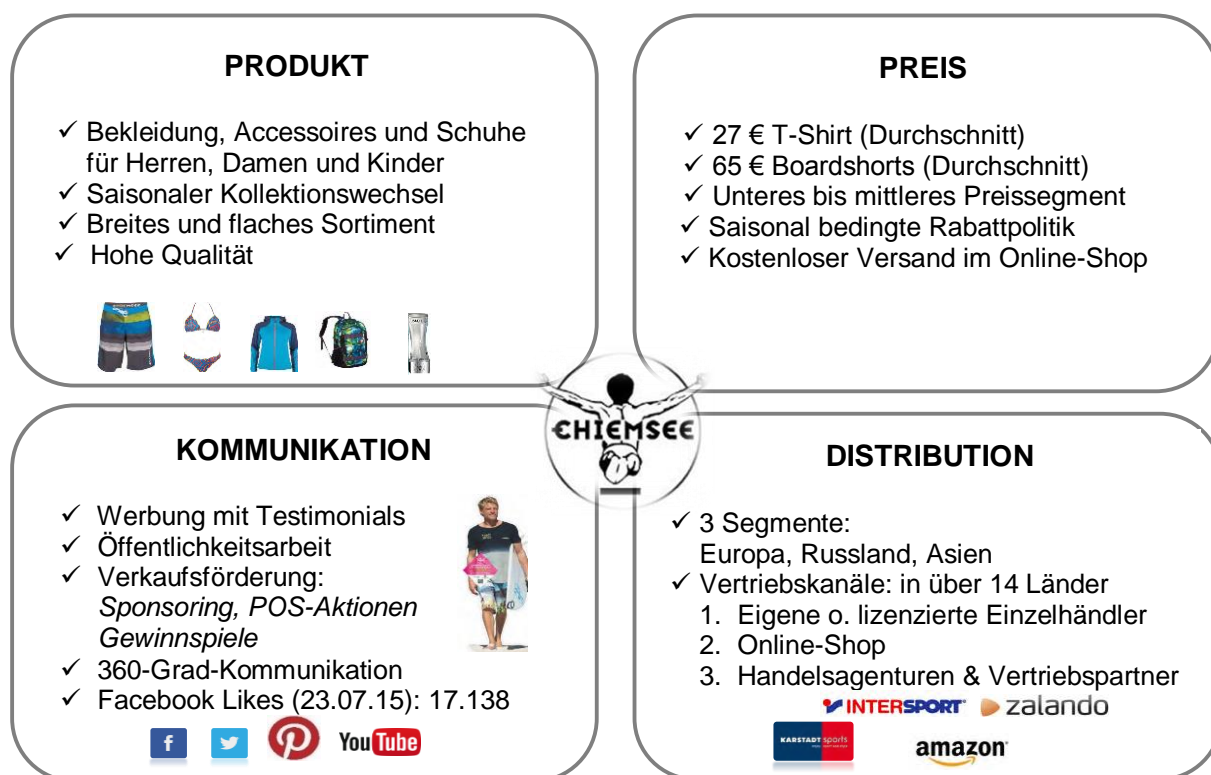 PRODUKT
✓ Bekleidung, Accessoires und Schuhe
für Herren, Damen und Kinder
✓ Saisonaler Kollektionswechsel
✓ Breites und flaches Sortiment
✓ Hohe Qualität
PREIS
✓ 27 € T-Shirt (Durchschnitt)
✓ 65 € Boardshorts (Durchschnitt)
✓ Unteres bis mittleres Preissegment
✓ Saisonal bedingte Rabattpolitik
✓ Kostenloser Versand im Online-Shop
CHIEMSEE
KOMMUNIKATION
✓ Werbung mit Testimonials
✓ Öffentlichkeitsarbeit
✓ Verkaufsförderung:
Sponsoring, POS-Aktionen
Gewinnspiele
✓ 360-Grad-Kommunikation
✓ Facebook Likes (23.07.15): 17.138
YouTube
DISTRIBUTION
✓ 3 Segmente:
Europa, Russland, Asien
✓ Vertriebskanäle: in über 14 Länder
1. Eigene o. lizenzierte Einzelhändler
2. Online-Shop
3. Handelsagenturen & Vertriebspartner
INTERSPORT zalando
KARSTADT sports
amazon